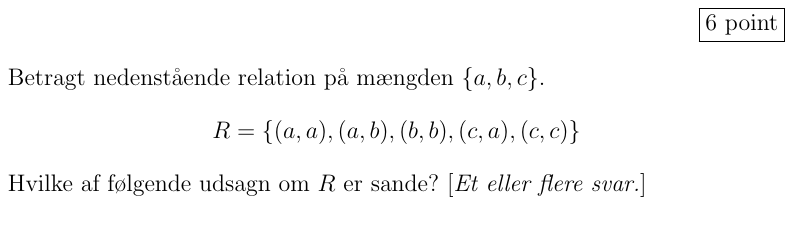 6 point
Betragt nedenstående relation på mængden {a, b, c}.
R = {(a, a), (a, b), (b, b), (c, a), (c, c)}
Hvilke af følgende udsagn om R er sande? [Et eller flere svar.]